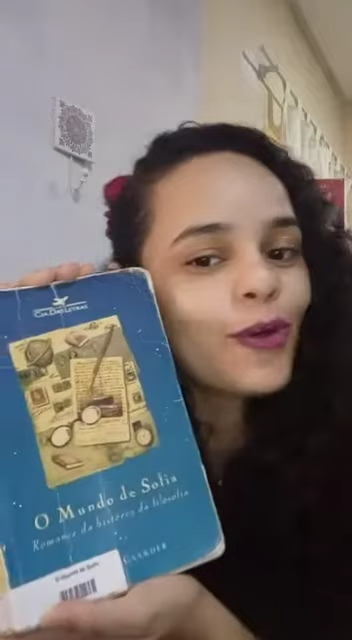 CIA. DAS LETRAS
O Mundo de Sofia
Romance da história da filosofia
GAARDER
O Mundo de Sofia